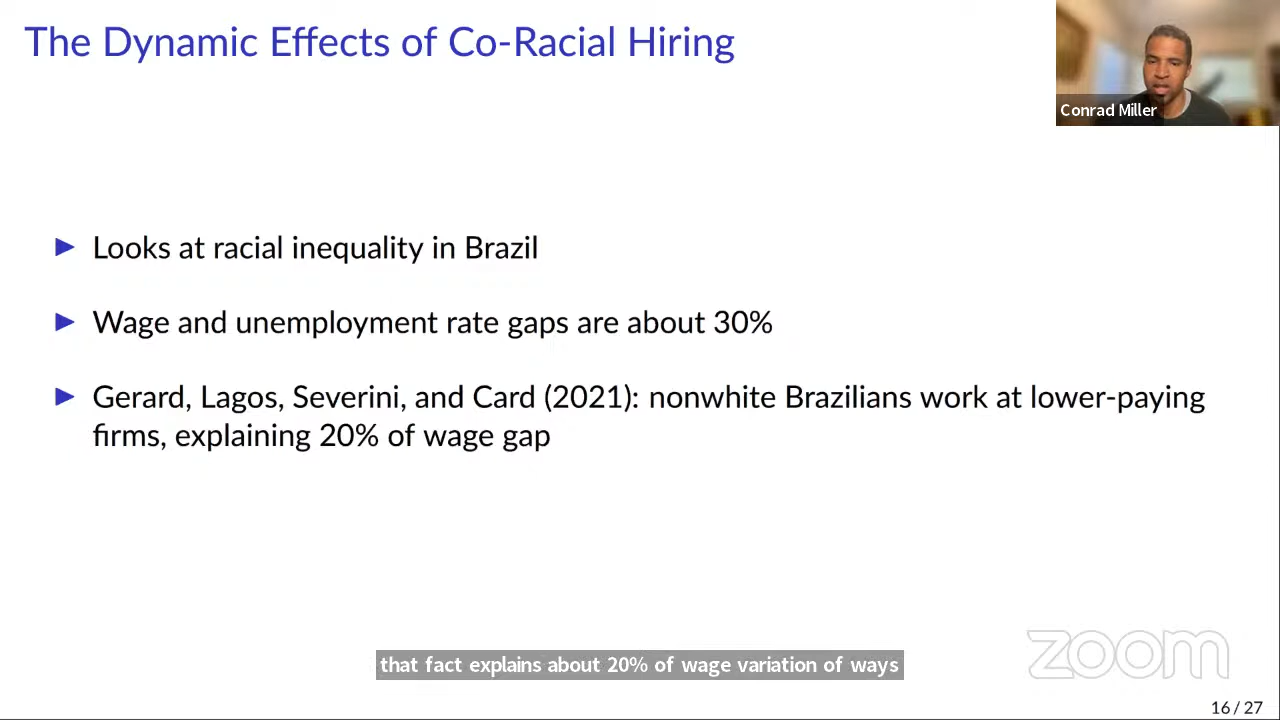 The Dynamic Effects of Co-Racial Hiring
Conrad Miller
▶ Looks at racial inequality in Brazil
▶ Wage and unemployment rate gaps are about 30%
▶ Gerard, Lagos, Severini, and Card (2021): nonwhite Brazilians work at lower-paying
firms, explaining 20% of wage gap
that fact explains about 20% of wage variation of ways
zoom
16 / 27